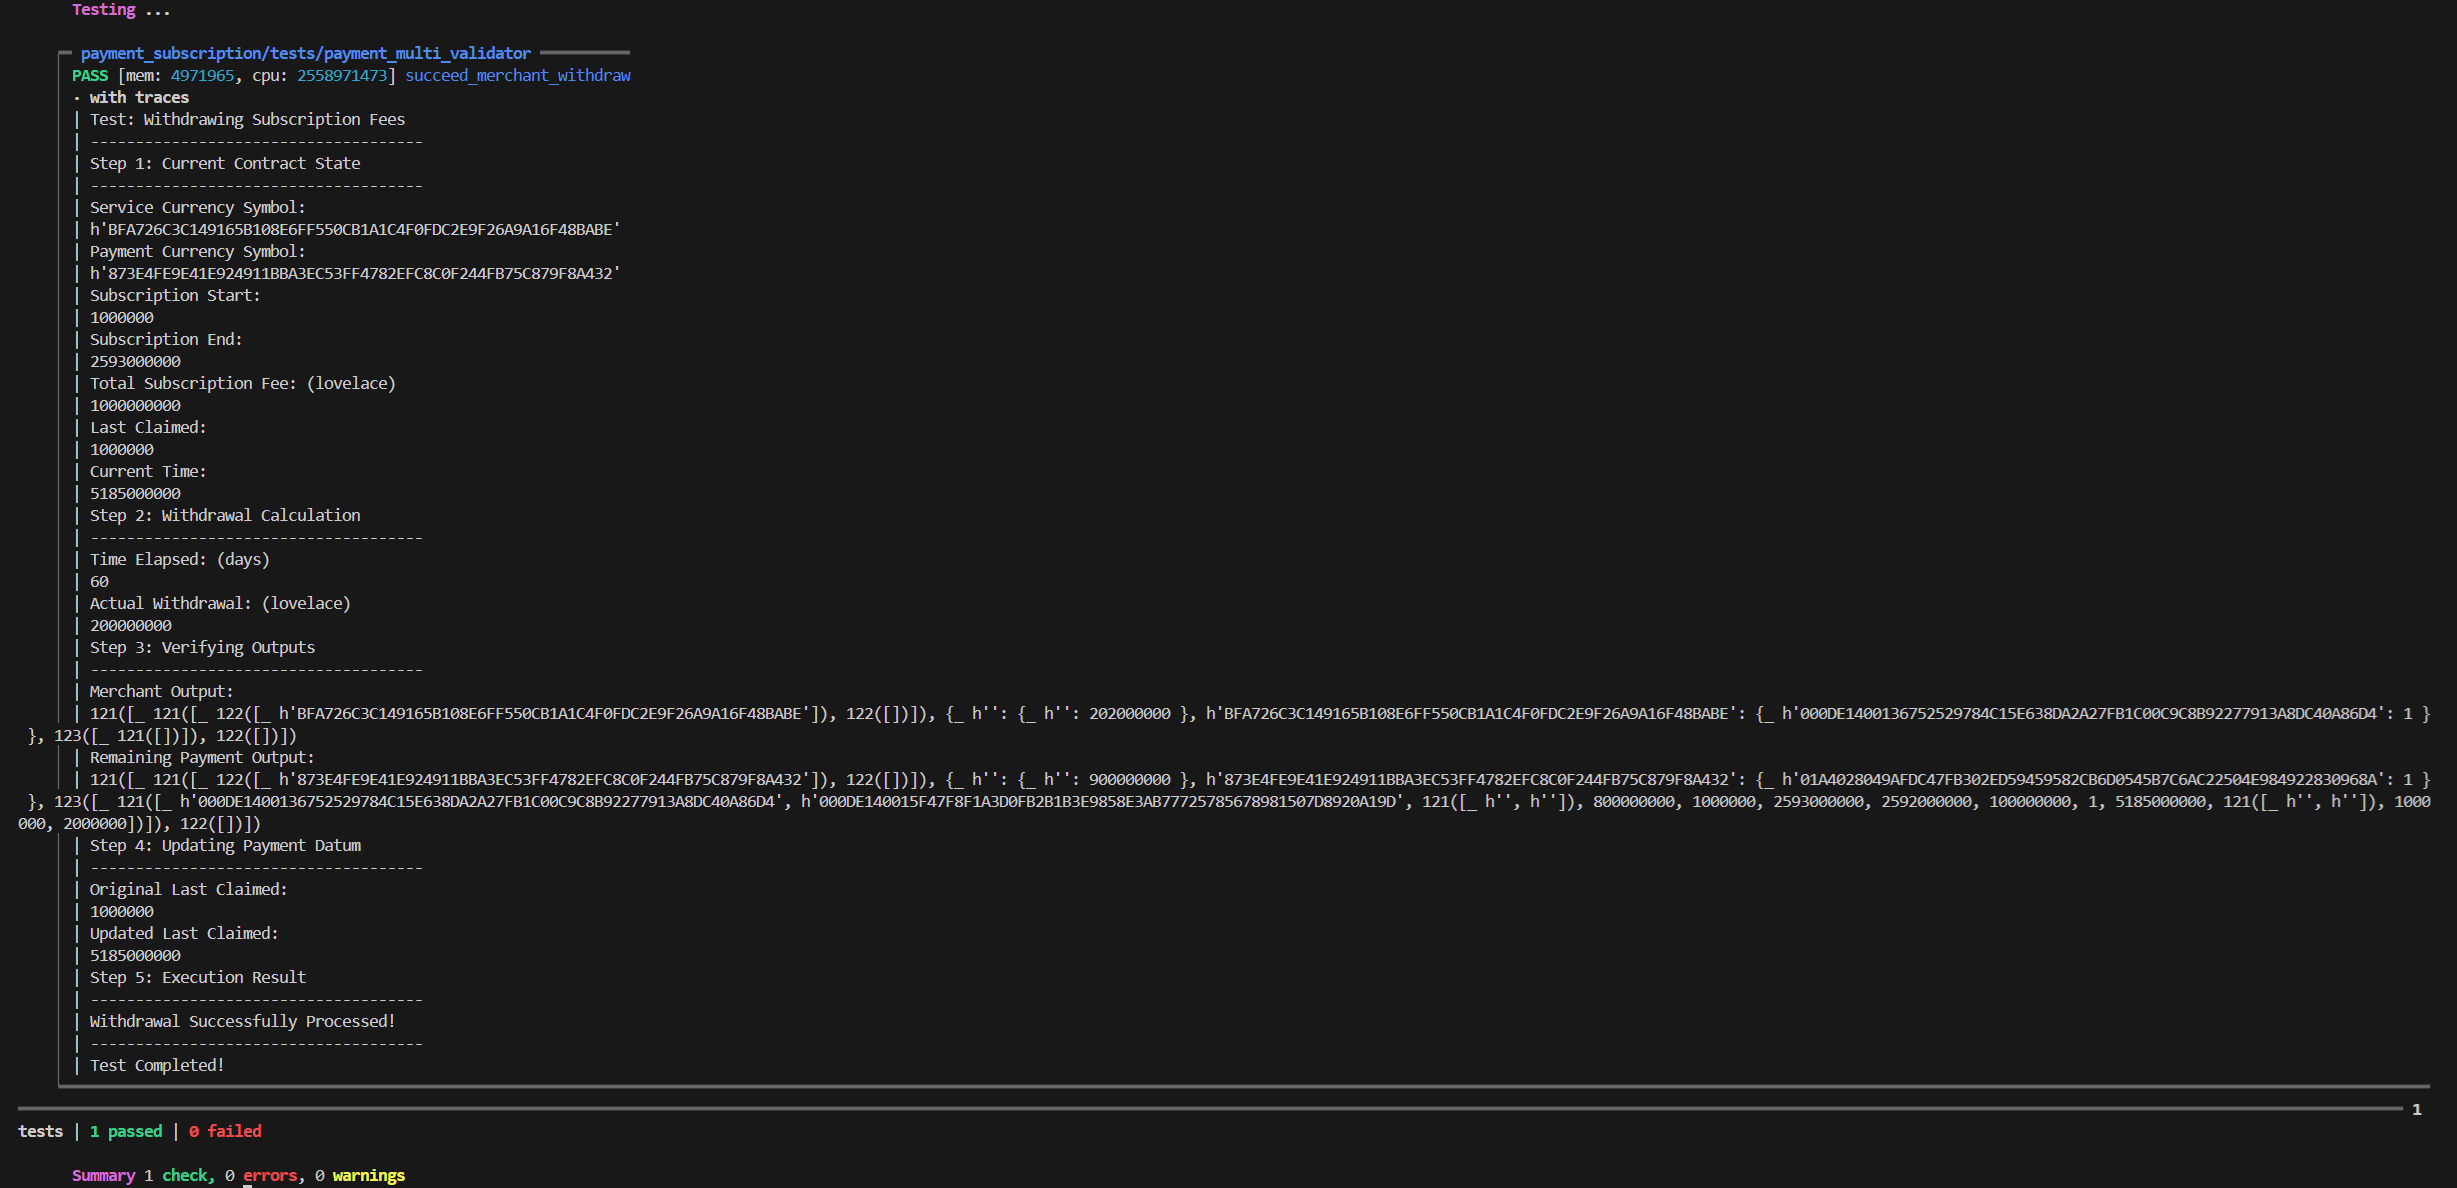 Testing ...
payment_subscription/tests/payment_multi_validator
PASS [mem: 4971965, cpu: 2558971473] succeed_merchant_withdraw
· with traces
| Test: Withdrawing Subscription Fees
| -------------------------------------
| Step 1: Current Contract State
| -------------------------------------
| Service Currency Symbol:
| h'BFA726C3C149165B108E6FF550CB1A1C4F0FDC2E9F26A9A16F48BABE'
| Payment Currency Symbol:
| h'873E4FE9E41E924911BBA3EC53FF4782EFC8C0F244FB75C879F8A432'
| Subscription Start:
| 1000000
| Subscription End:
| 2593000000
| Total Subscription Fee: (lovelace)
| 1000000000
| Last Claimed:
| 1000000
| Current Time:
| 5185000000
| Step 2: Withdrawal Calculation
| -------------------------------------
| Time Elapsed: (days)
| 60
| Actual Withdrawal: (lovelace)
| 200000000
| Step 3: Verifying Outputs
| -------------------------------------
| Merchant Output:
| 121([_ 121([_ 122([_ h'BFA726C3C149165B108E6FF550CB1A1C4F0FDC2E9F26A9A16F48BABE']), 122([])]), {_ h'': {_ h'': 202000000 }, h'BFA726C3C149165B108E6FF550CB1A1C4F0FDC2E9F26A9A16F48BABE': {_ h'000DE1400136752529784C15E638DA2A27FB1C00C9C8B92277913A8DC40A86D4': 1 }
}, 123([_ 121([])]), 122([])])
| Remaining Payment Output:
| 121([_ 121([_ 122([_ h'873E4FE9E41E924911BBA3EC53FF4782EFC8C0F244FB75C879F8A432']), 122([])]), {_ h'': {_ h'': 900000000 }, h'873E4FE9E41E924911BBA3EC53FF4782EFC8C0F244FB75C879F8A432': {_ h'01A4028049AFDC47FB302ED59459582CB6D0545B7C6AC22504E984922830968A': 1 }
}, 123([_ 121([_ h'000DE1400136752529784C15E638DA2A27FB1C00C9C8B92277913A8DC40A86D4', h'000DE140015F47F8F1A3D0FB2B1B3E9858E3AB77725785678981507D8920A19D', 121([_ h'', h'']), 800000000, 1000000, 2593000000, 2592000000, 100000000, 1, 5185000000, 121([_ h'', h'']), 1000
000, 2000000])]), 122([])])
| Step 4: Updating Payment Datum
| -------------------------------------
| Original Last Claimed:
| 1000000
| Updated Last Claimed:
| 5185000000
| Step 5: Execution Result
| -------------------------------------
| Withdrawal Successfully Processed!
| -------------------------------------
| Test Completed!
1
tests | 1 passed | 0 failed
Summary 1 check, 0 errors, 0 warnings